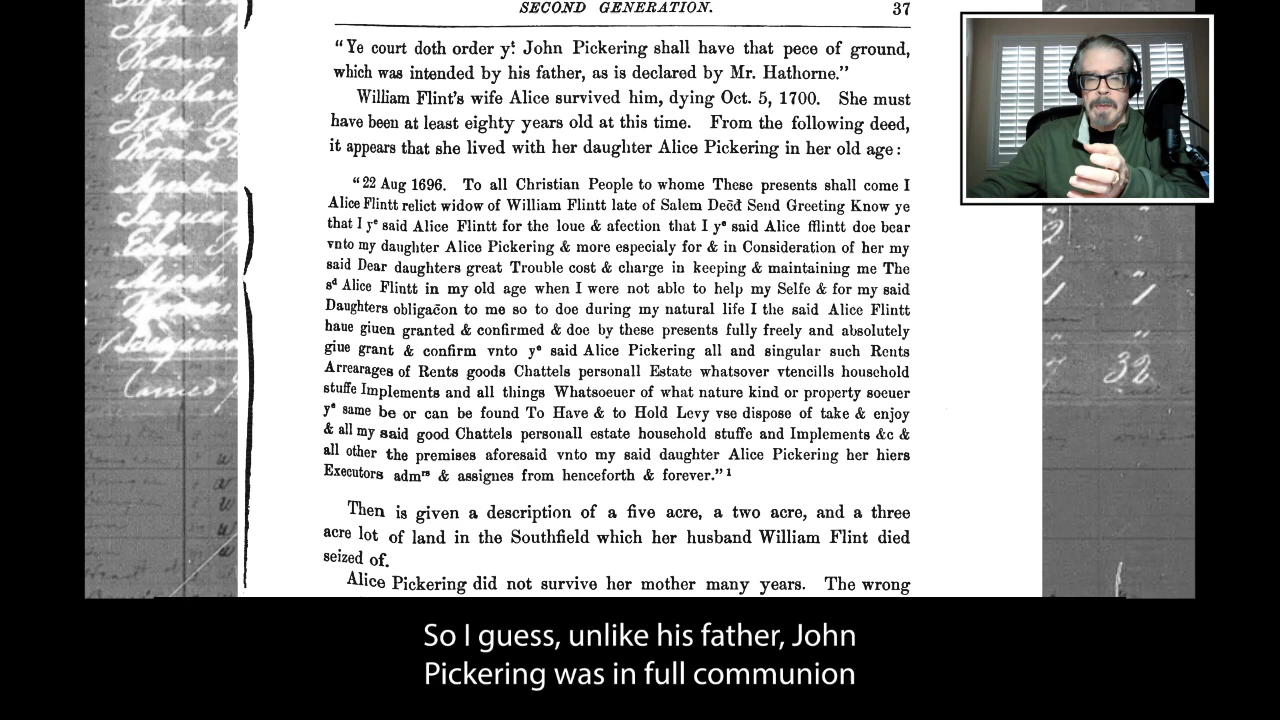 SECOND GENERATION. 37
“Ye court doth order yᵗ John Pickering shall have that pece of ground,
which was intended by his father, as is declared by Mr. Hathorne.”
William Flint’s wife Alice survived him, dying Oct. 5, 1700. She must
have been at least eighty years old at this time. From the following deed,
it appears that she lived with her daughter Alice Pickering in her old age:
“22 Aug 1696. To all Christian People to whome These presents shall come I
Alice Flintt relict widow of William Flintt late of Salem Decd̄ Send Greeting Know ye
that I yᵉ said Alice Flintt for the loue & afection that I yᵉ said Alice fflintt doe bear
vnto my daughter Alice Pickering & more especialy for & in Consideration of her my
said Dear daughters great Trouble cost & charge in keeping & maintaining me The
sᵈ Alice Flintt in my old age when I were not able to help my Selfe & for my said
Daughters obligac̄on to me so to doe during my natural life I the said Alice Flintt
haue giuen granted & confirmed & doe by these presents fully freely and absolutely
giue grant & confirm vnto yᵉ said Alice Pickering all and singular such Rents
Arrearages of Rents goods Chattels personall Estate whatsover vtencills household
stuffe Implements and all things Whatsoeuer of what nature kind or property soeuer
yᵉ same be or can be found To Have & to Hold Levy vse dispose of take & enjoy
& all my said good Chattels personall estate household stuffe and Implements &c &
all other the premises aforesaid vnto my said daughter Alice Pickering her hiers
Executors admʳˢ & assignes from henceforth & forever.” ¹
Then is given a description of a five acre, a two acre, and a three
acre lot of land in the Southfield which her husband William Flint died
seized of.
Alice Pickering did not survive her mother many years. The wrong
Thomas
Jonathan
32
So I guess, unlike his father, John
Pickering was in full communion